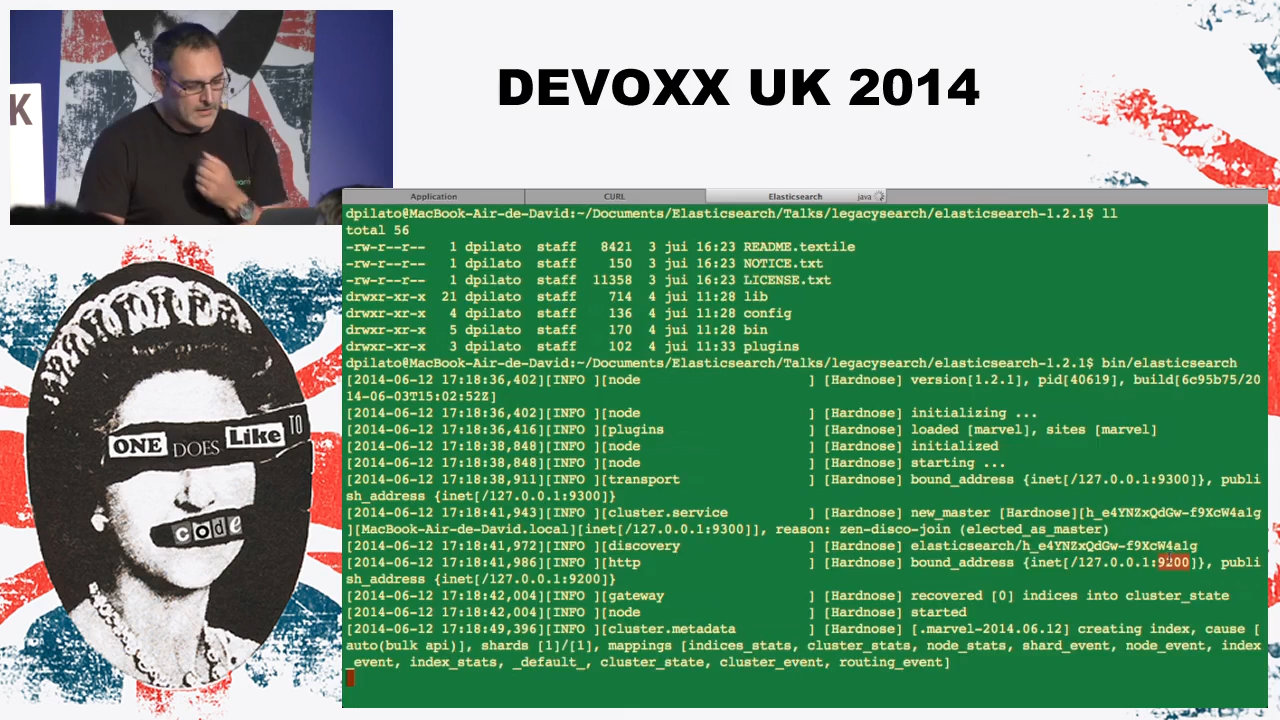 K
DEVOXX UK 2014
Application CURL Elasticsearch java
dpilato@MacBook-Air-de-David:~/Documents/Elasticsearch/Talks/legacysearch/elasticsearch-1.2.1$ ll
total 56
-rw-r--r-- 1 dpilato staff 8421 3 jui 16:23 README.textile
-rw-r--r-- 1 dpilato staff 150 3 jui 16:23 NOTICE.txt
-rw-r--r-- 1 dpilato staff 11358 3 jui 16:23 LICENSE.txt
drwxr-xr-x 21 dpilato staff 714 4 jui 11:28 lib
drwxr-xr-x 4 dpilato staff 136 4 jui 11:28 config
drwxr-xr-x 5 dpilato staff 170 4 jui 11:28 bin
drwxr-xr-x 3 dpilato staff 102 4 jui 11:33 plugins
dpilato@MacBook-Air-de-David:~/Documents/Elasticsearch/Talks/legacysearch/elasticsearch-1.2.1$ bin/elasticsearch
[2014-06-12 17:18:36,402][INFO ][node ] [Hardnose] version[1.2.1], pid[40619], build[6c95b75/20
14-06-03T15:02:52Z]
[2014-06-12 17:18:36,402][INFO ][node ] [Hardnose] initializing ...
[2014-06-12 17:18:36,416][INFO ][plugins ] [Hardnose] loaded [marvel], sites [marvel]
[2014-06-12 17:18:38,848][INFO ][node ] [Hardnose] initialized
[2014-06-12 17:18:38,848][INFO ][node ] [Hardnose] starting ...
[2014-06-12 17:18:38,911][INFO ][transport ] [Hardnose] bound_address {inet[/127.0.0.1:9300]}, publi
sh_address {inet[/127.0.0.1:9300]}
[2014-06-12 17:18:41,943][INFO ][cluster.service ] [Hardnose] new_master [Hardnose][h_e4YNZxQdGw-f9XcW4alg
][MacBook-Air-de-David.local][inet[/127.0.0.1:9300]], reason: zen-disco-join (elected_as_master)
[2014-06-12 17:18:41,972][INFO ][discovery ] [Hardnose] elasticsearch/h_e4YNZxQdGw-f9XcW4alg
[2014-06-12 17:18:41,986][INFO ][http ] [Hardnose] bound_address {inet[/127.0.0.1:9200]}, publi
sh_address {inet[/127.0.0.1:9200]}
[2014-06-12 17:18:42,004][INFO ][gateway ] [Hardnose] recovered [0] indices into cluster_state
[2014-06-12 17:18:42,004][INFO ][node ] [Hardnose] started
[2014-06-12 17:18:49,396][INFO ][cluster.metadata ] [Hardnose] [.marvel-2014.06.12] creating index, cause [
auto(bulk api)], shards [1]/[1], mappings [indices_stats, cluster_stats, node_stats, shard_event, node_event, index
_event, index_stats, _default_, cluster_state, cluster_event, routing_event]
ONE DOES Like TO
code